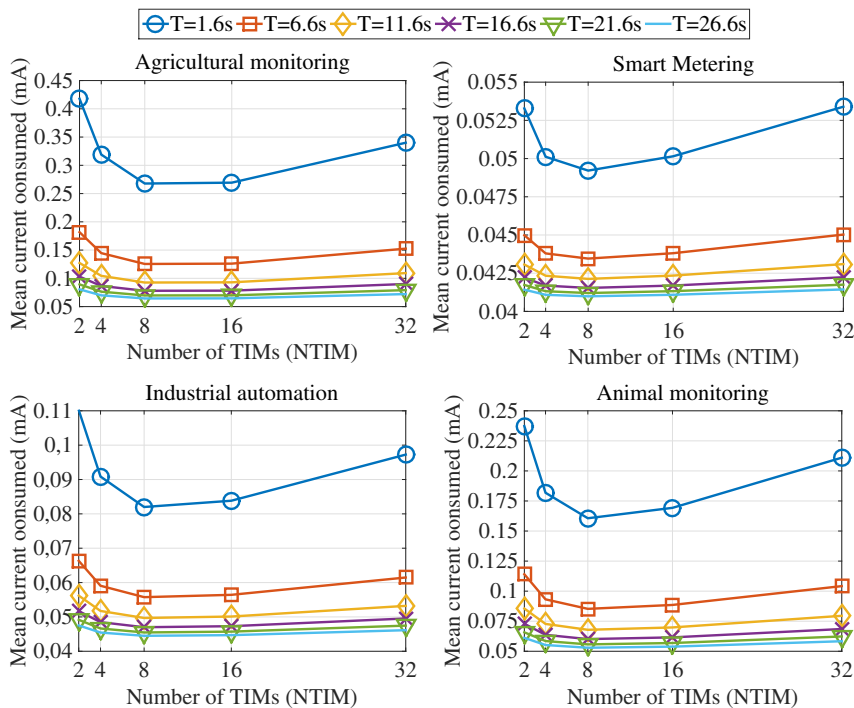 T=1.6s T=6.6s T=11.6s T=16.6s T=21.6s T=26.6s
Agricultural monitoring
Mean current oonsumed (mA)
0.45
0.4
0.35
0.3
0.25
0.2
0.15
0.1
0.05
2 4 8 16 32
Number of TIMs (NTIM)
Smart Metering
Mean current oonsumed (mA)
0.055
0.0525
0.05
0.0475
0.045
0.0425
0.04
2 4 8 16 32
Number of TIMs (NTIM)
Industrial automation
Mean current oonsumed (mA)
0.11
0,1
0,09
0,08
0,07
0,06
0,05
0,04
2 4 8 16 32
Number of TIMs (NTIM)
Animal monitoring
Mean current oonsumed (mA)
0.25
0.225
0.2
0.175
0.15
0.125
0.1
0.075
0.05
2 4 8 16 32
Number of TIMs (NTIM)